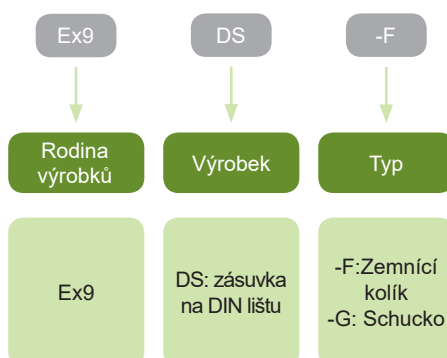 Ex9
DS
-F
Rodina
výrobků
Výrobek
Typ
Ex9
DS: zásuvka
na DIN lištu
-F:Zemnící
kolík
-G: Schucko